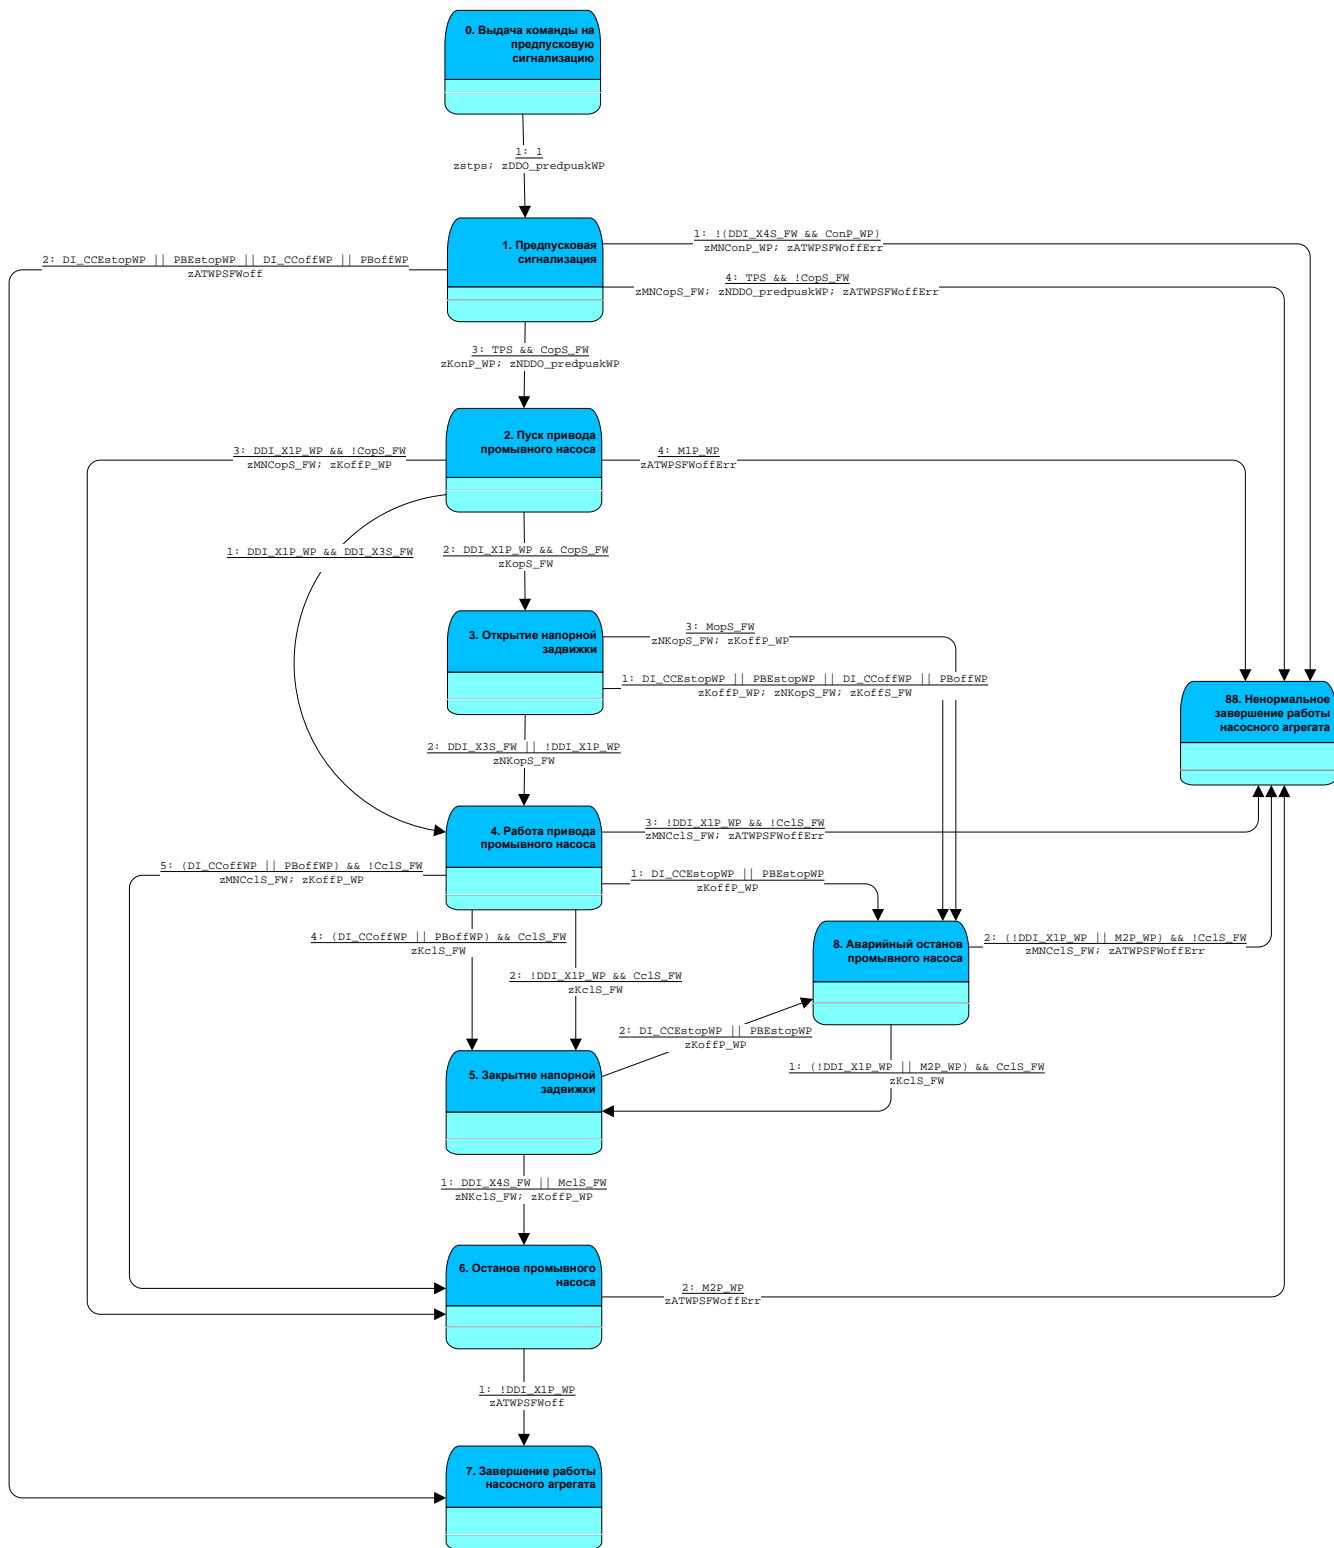 0. Выдача команды на
предпусковую
сигнализацию
1: 1
zstps; zDDO_predpuskWP
1. Предпусковая
сигнализация
1: !(DDI_X4S_FW && ConP_WP)
zMNConP_WP; zATWPSFWoffErr
2: DI_CCEstopWP || PBEstopWP || DI_CCoffWP || PBoffWP
zATWPSFWoff
4: TPS && !CopS_FW
zMNCopS_FW; zNDDO_predpuskWP; zATWPSFWoffErr
3: TPS && CopS_FW
zKonP_WP; zNDDO_predpuskWP
2. Пуск привода
промывного насоса
3: DDI_X1P_WP && !CopS_FW
zMNCopS_FW; zKoffP_WP
4: M1P_WP
zATWPSFWoffErr
1: DDI_X1P_WP && DDI_X3S_FW
2: DDI_X1P_WP && CopS_FW
zKopS_FW
3. Открытие напорной
задвижки
3: MopS_FW
zNKopS_FW; zKoffP_WP
1: DI_CCEstopWP || PBEstopWP || DI_CCoffWP || PBoffWP
zKoffP_WP; zNKopS_FW; zKoffS_FW
88. Ненормальное
завершение работы
насосного агрегата
2: DDI_X3S_FW || !DDI_X1P_WP
zNKopS_FW
4. Работа привода
промывного насоса
3: !DDI_X1P_WP && !CclS_FW
zMNCclS_FW; zATWPSFWoffErr
5: (DI_CCoffWP || PBoffWP) && !CclS_FW
zMNCclS_FW; zKoffP_WP
1: DI_CCEstopWP || PBEstopWP
zKoffP_WP
4: (DI_CCoffWP || PBoffWP) && CclS_FW
zKclS_FW
8. Аварийный останов
промывного насоса
2: (!DDI_X1P_WP || M2P_WP) && !CclS_FW
zMNCclS_FW; zATWPSFWoffErr
2: !DDI_X1P_WP && CclS_FW
zKclS_FW
2: DI_CCEstopWP || PBEstopWP
zKoffP_WP
1: (!DDI_X1P_WP || M2P_WP) && CclS_FW
zKclS_FW
5. Закрытие напорной
задвижки
1: DDI_X4S_FW || MclS_FW
zNKclS_FW; zKoffP_WP
6. Останов промывного
насоса
2: M2P_WP
zATWPSFWoffErr
1: !DDI_X1P_WP
zATWPSFWoff
7. Завершение работы
насосного агрегата